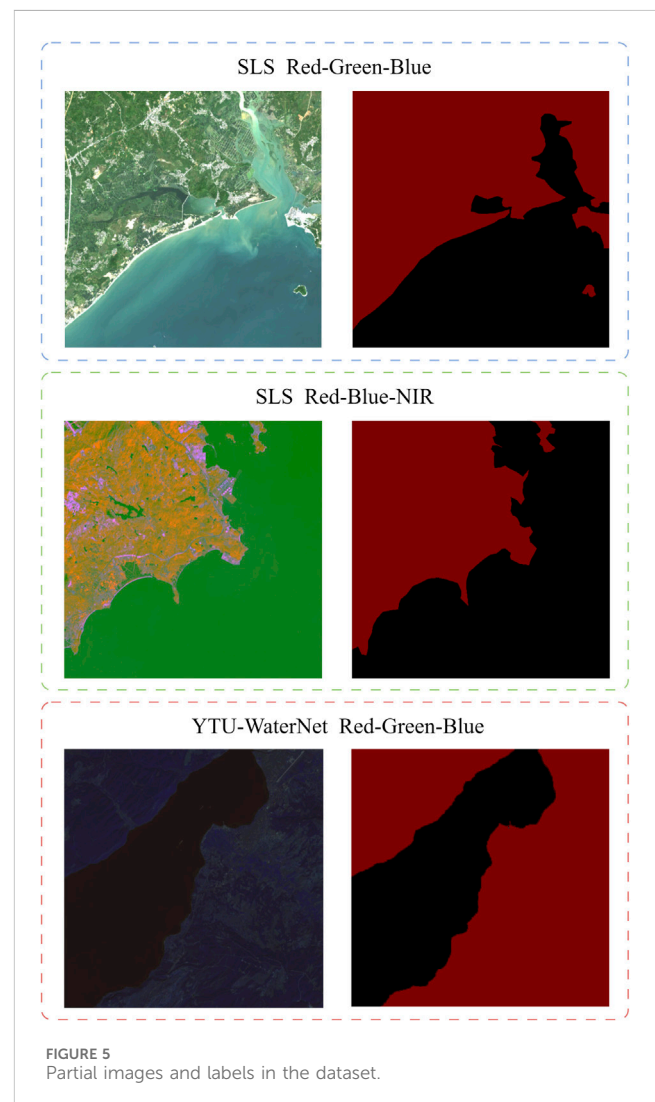 SLS Red-Green-Blue
SLS Red-Blue-NIR
YTU-WaterNet Red-Green-Blue
FIGURE 5
Partial images and labels in the dataset.